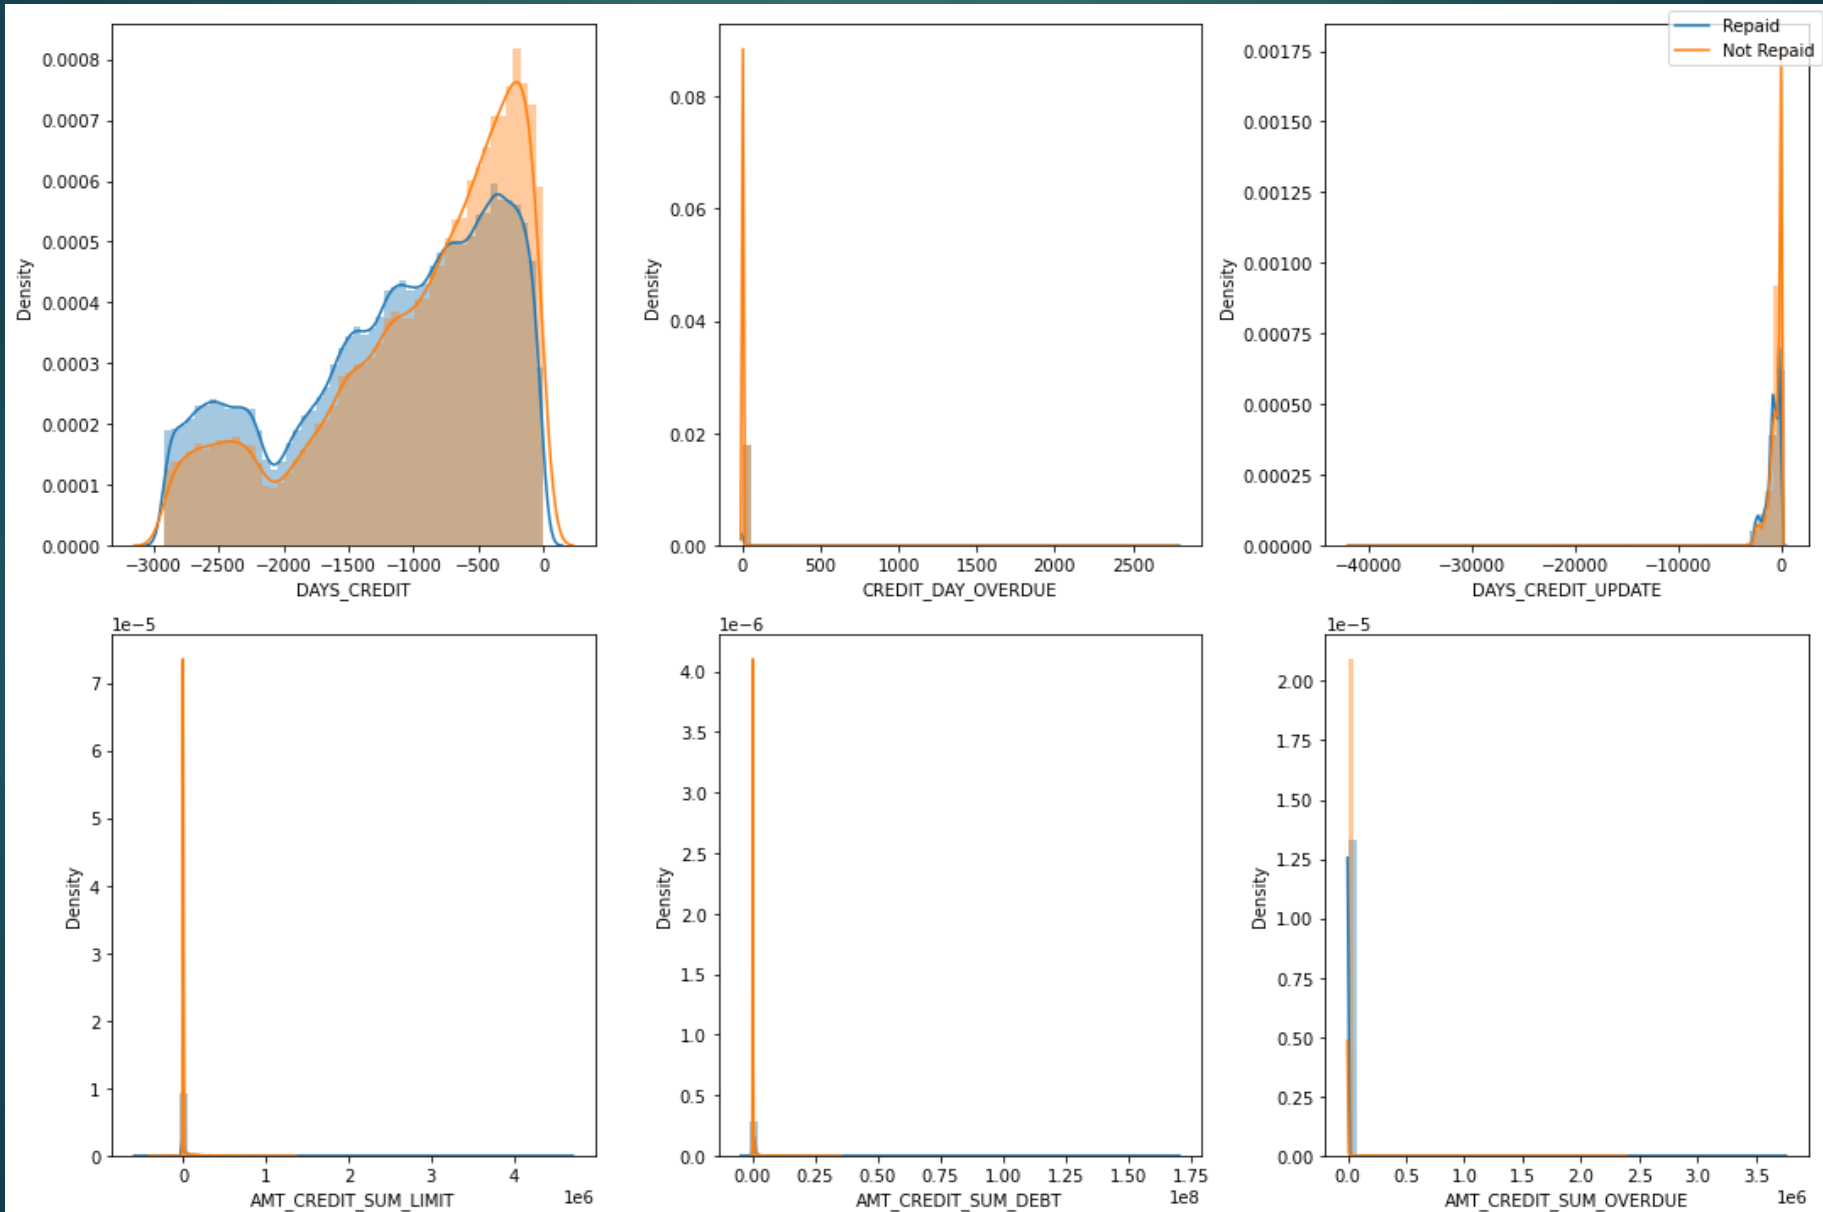 Repaid
Not Repaid
0.0008
0.0007
0.0006
0.0005
0.0004
0.0003
0.0002
0.0001
0.0000
Density
−3000 −2500 −2000 −1500 −1000 −500 0
DAYS_CREDIT
0.08
0.06
0.04
0.02
0.00
Density
0 500 1000 1500 2000 2500
CREDIT_DAY_OVERDUE
0.00175
0.00150
0.00125
0.00100
0.00075
0.00050
0.00025
0.00000
Density
−40000 −30000 −20000 −10000 0
DAYS_CREDIT_UPDATE
1e−5
7
6
5
4
3
2
1
0
Density
0 1 2 3 4
AMT_CREDIT_SUM_LIMIT
1e6
1e−6
4.0
3.5
3.0
2.5
2.0
1.5
1.0
0.5
0.0
Density
0.00 0.25 0.50 0.75 1.00 1.25 1.50 1.75
AMT_CREDIT_SUM_DEBT
1e8
1e−5
2.00
1.75
1.50
1.25
1.00
0.75
0.50
0.25
0.00
Density
0.0 0.5 1.0 1.5 2.0 2.5 3.0 3.5
AMT_CREDIT_SUM_OVERDUE
1e6